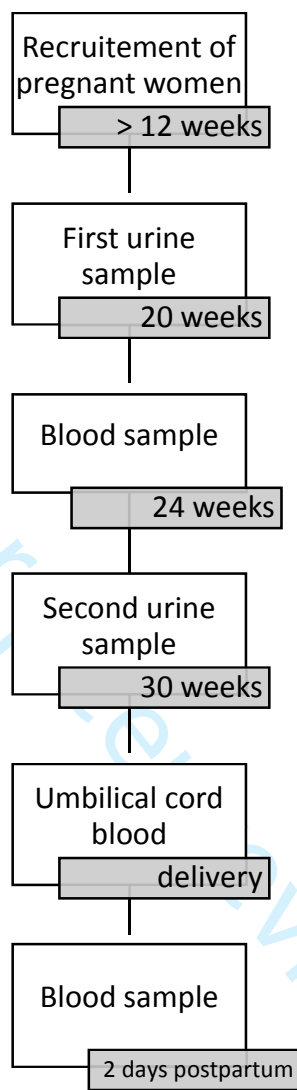 Recruitement of
pregnant women
> 12 weeks
First urine
sample
20 weeks
Blood sample
24 weeks
Second urine
sample
30 weeks
Umbilical cord
blood
delivery
Blood sample
2 days postpartum